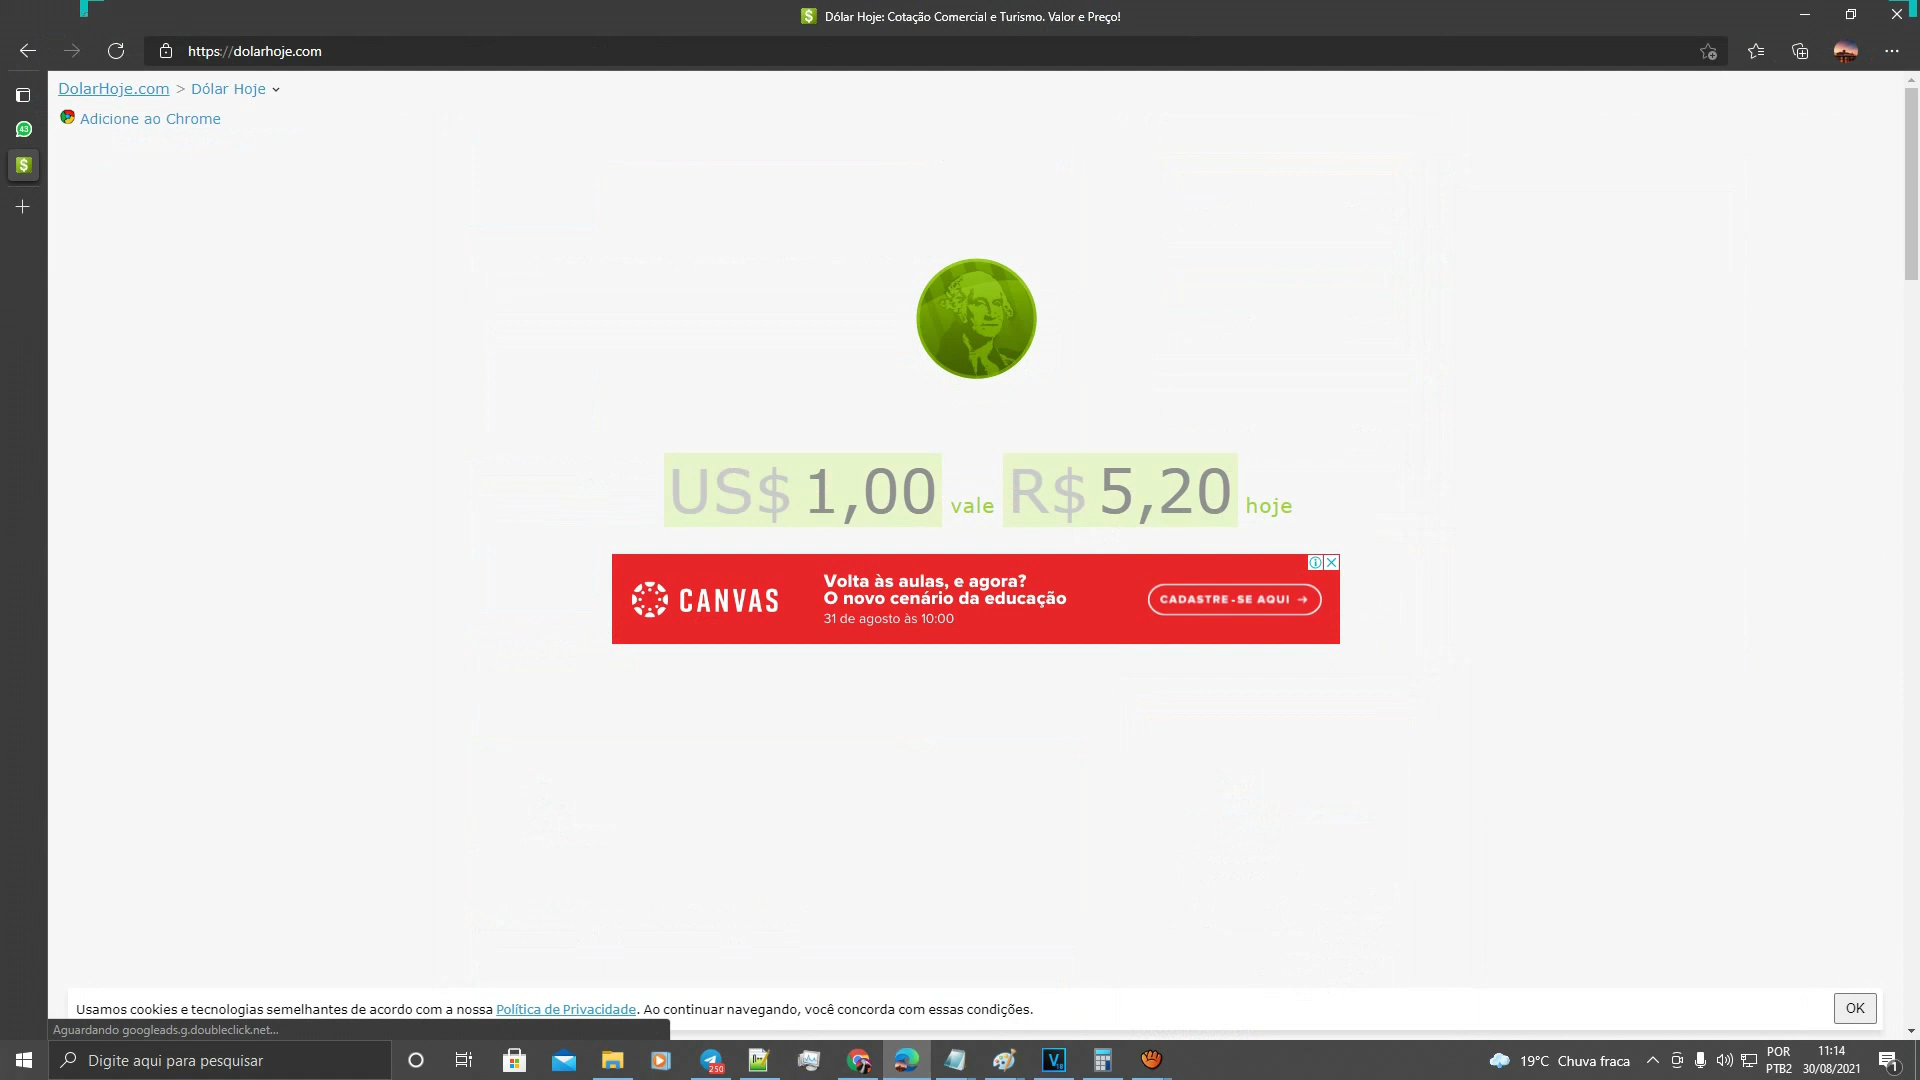 Dólar Hoje: Cotação Comercial e Turismo. Valor e Preço!
https://dolarhoje.com
DolarHoje.com > Dólar Hoje
Adicione ao Chrome
43
$
US$ 1,00 vale R$ 5,20 hoje
CANVAS
Volta às aulas, e agora?
O novo cenário da educação
31 de agosto às 10:00
CADASTRE-SE AQUI →
Usamos cookies e tecnologias semelhantes de acordo com a nossa Política de Privacidade. Ao continuar navegando, você concorda com essas condições.
OK
Aguardando googleads.g.doubleclick.net...
Digite aqui para pesquisar
250
19°C Chuva fraca
POR
PTB2
11:14
30/08/2021
1